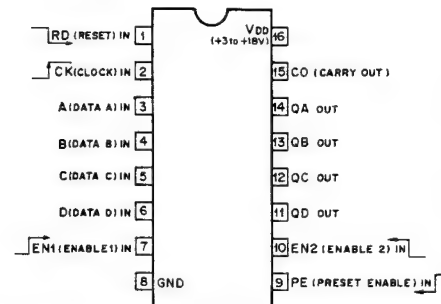 RD (RESET) IN 1
CK (CLOCK) IN 2
A (DATA A) IN 3
B (DATA B) IN 4
C (DATA C) IN 5
D (DATA D) IN 6
EN1 (ENABLE 1) IN 7
8 GND
VDD 16
(+3 to +18V)
15 CO (CARRY OUT)
14 QA OUT
13 QB OUT
12 QC OUT
11 QD OUT
10 EN2 (ENABLE 2) IN
9 PE (PRESET ENABLE) IN